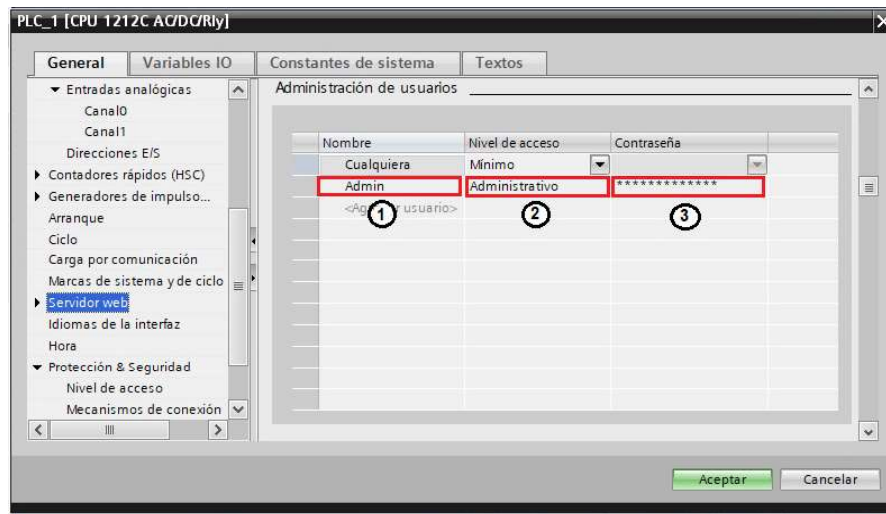 PLC_1 [CPU 1212C AC/DC/Rly]
General Variables IO Constantes de sistema Textos
Entradas analógicas
Canal0
Canal1
Direcciones E/S
Contadores rápidos (HSC)
Generadores de impulso...
Arranque
Ciclo
Carga por comunicación
Marcas de sistema y de ciclo
Servidor web
Idiomas de la interfaz
Hora
Protección & Seguridad
Nivel de acceso
Mecanismos de conexión
Administración de usuarios
Nombre Nivel de acceso Contraseña
Cualquiera Mínimo
Admin Administrativo *************
usuario>
1 2 3
Aceptar Cancelar